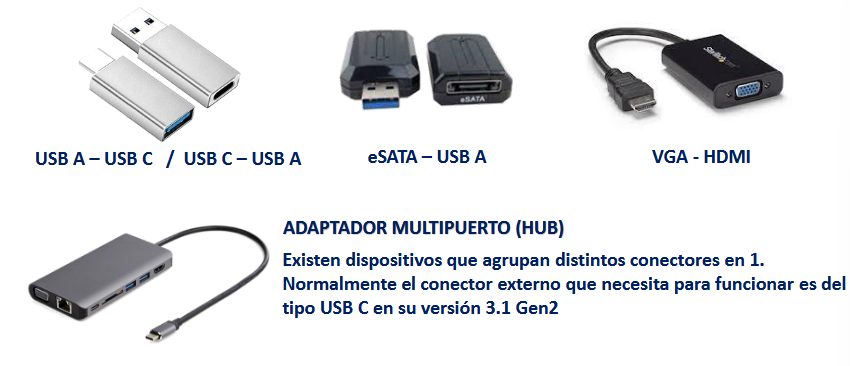 eSATA
StarTech.com
USB A – USB C / USB C – USB A
eSATA – USB A
VGA - HDMI
ADAPTADOR MULTIPUERTO (HUB)
Existen dispositivos que agrupan distintos conectores en 1.
Normalmente el conector externo que necesita para funcionar es del
tipo USB C en su versión 3.1 Gen2